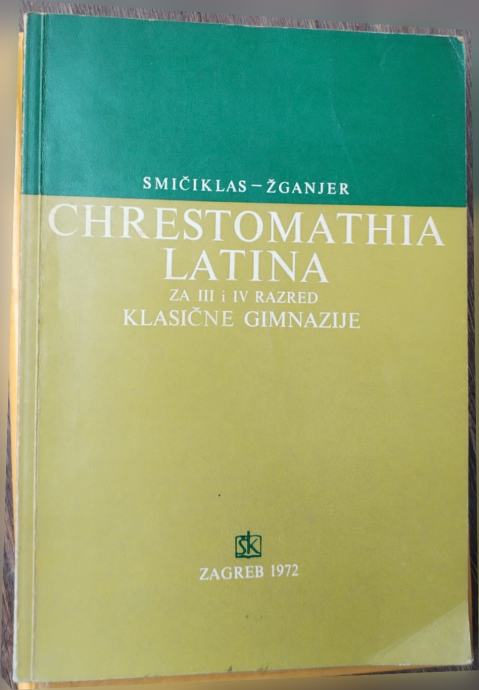 SMIČIKLAS – ŽGANJER
CHRESTOMATHIA
LATINA
ZA III i IV RAZRED
KLASIČNE GIMNAZIJE
šk
ZAGREB 1972